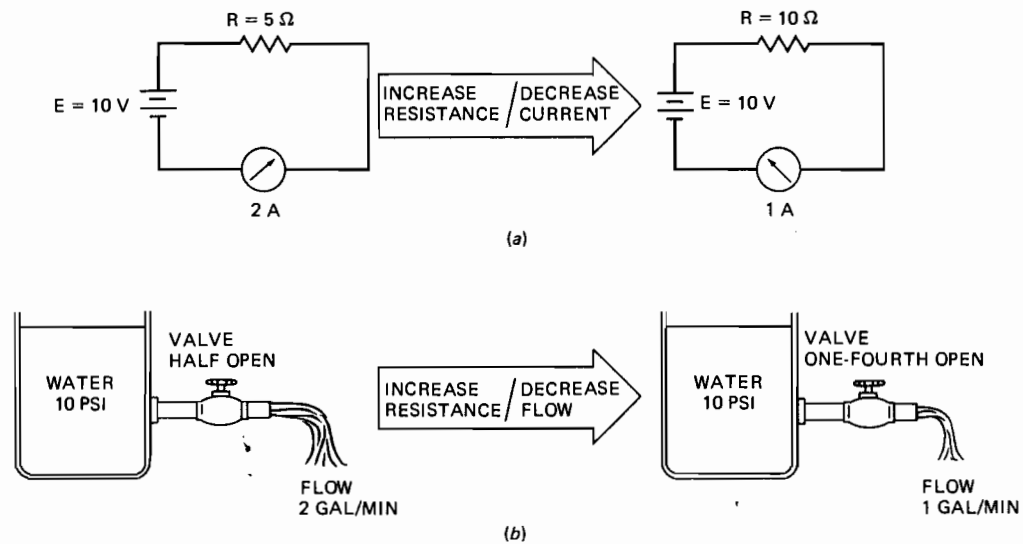 R = 5 Ω
E = 10 V
2 A
INCREASE / DECREASE
RESISTANCE / CURRENT
R = 10 Ω
E = 10 V
1 A
(a)
VALVE
HALF OPEN
WATER
10 PSI
FLOW
2 GAL/MIN
INCREASE / DECREASE
RESISTANCE / FLOW
VALVE
ONE-FOURTH OPEN
WATER
10 PSI
FLOW
1 GAL/MIN
(b)